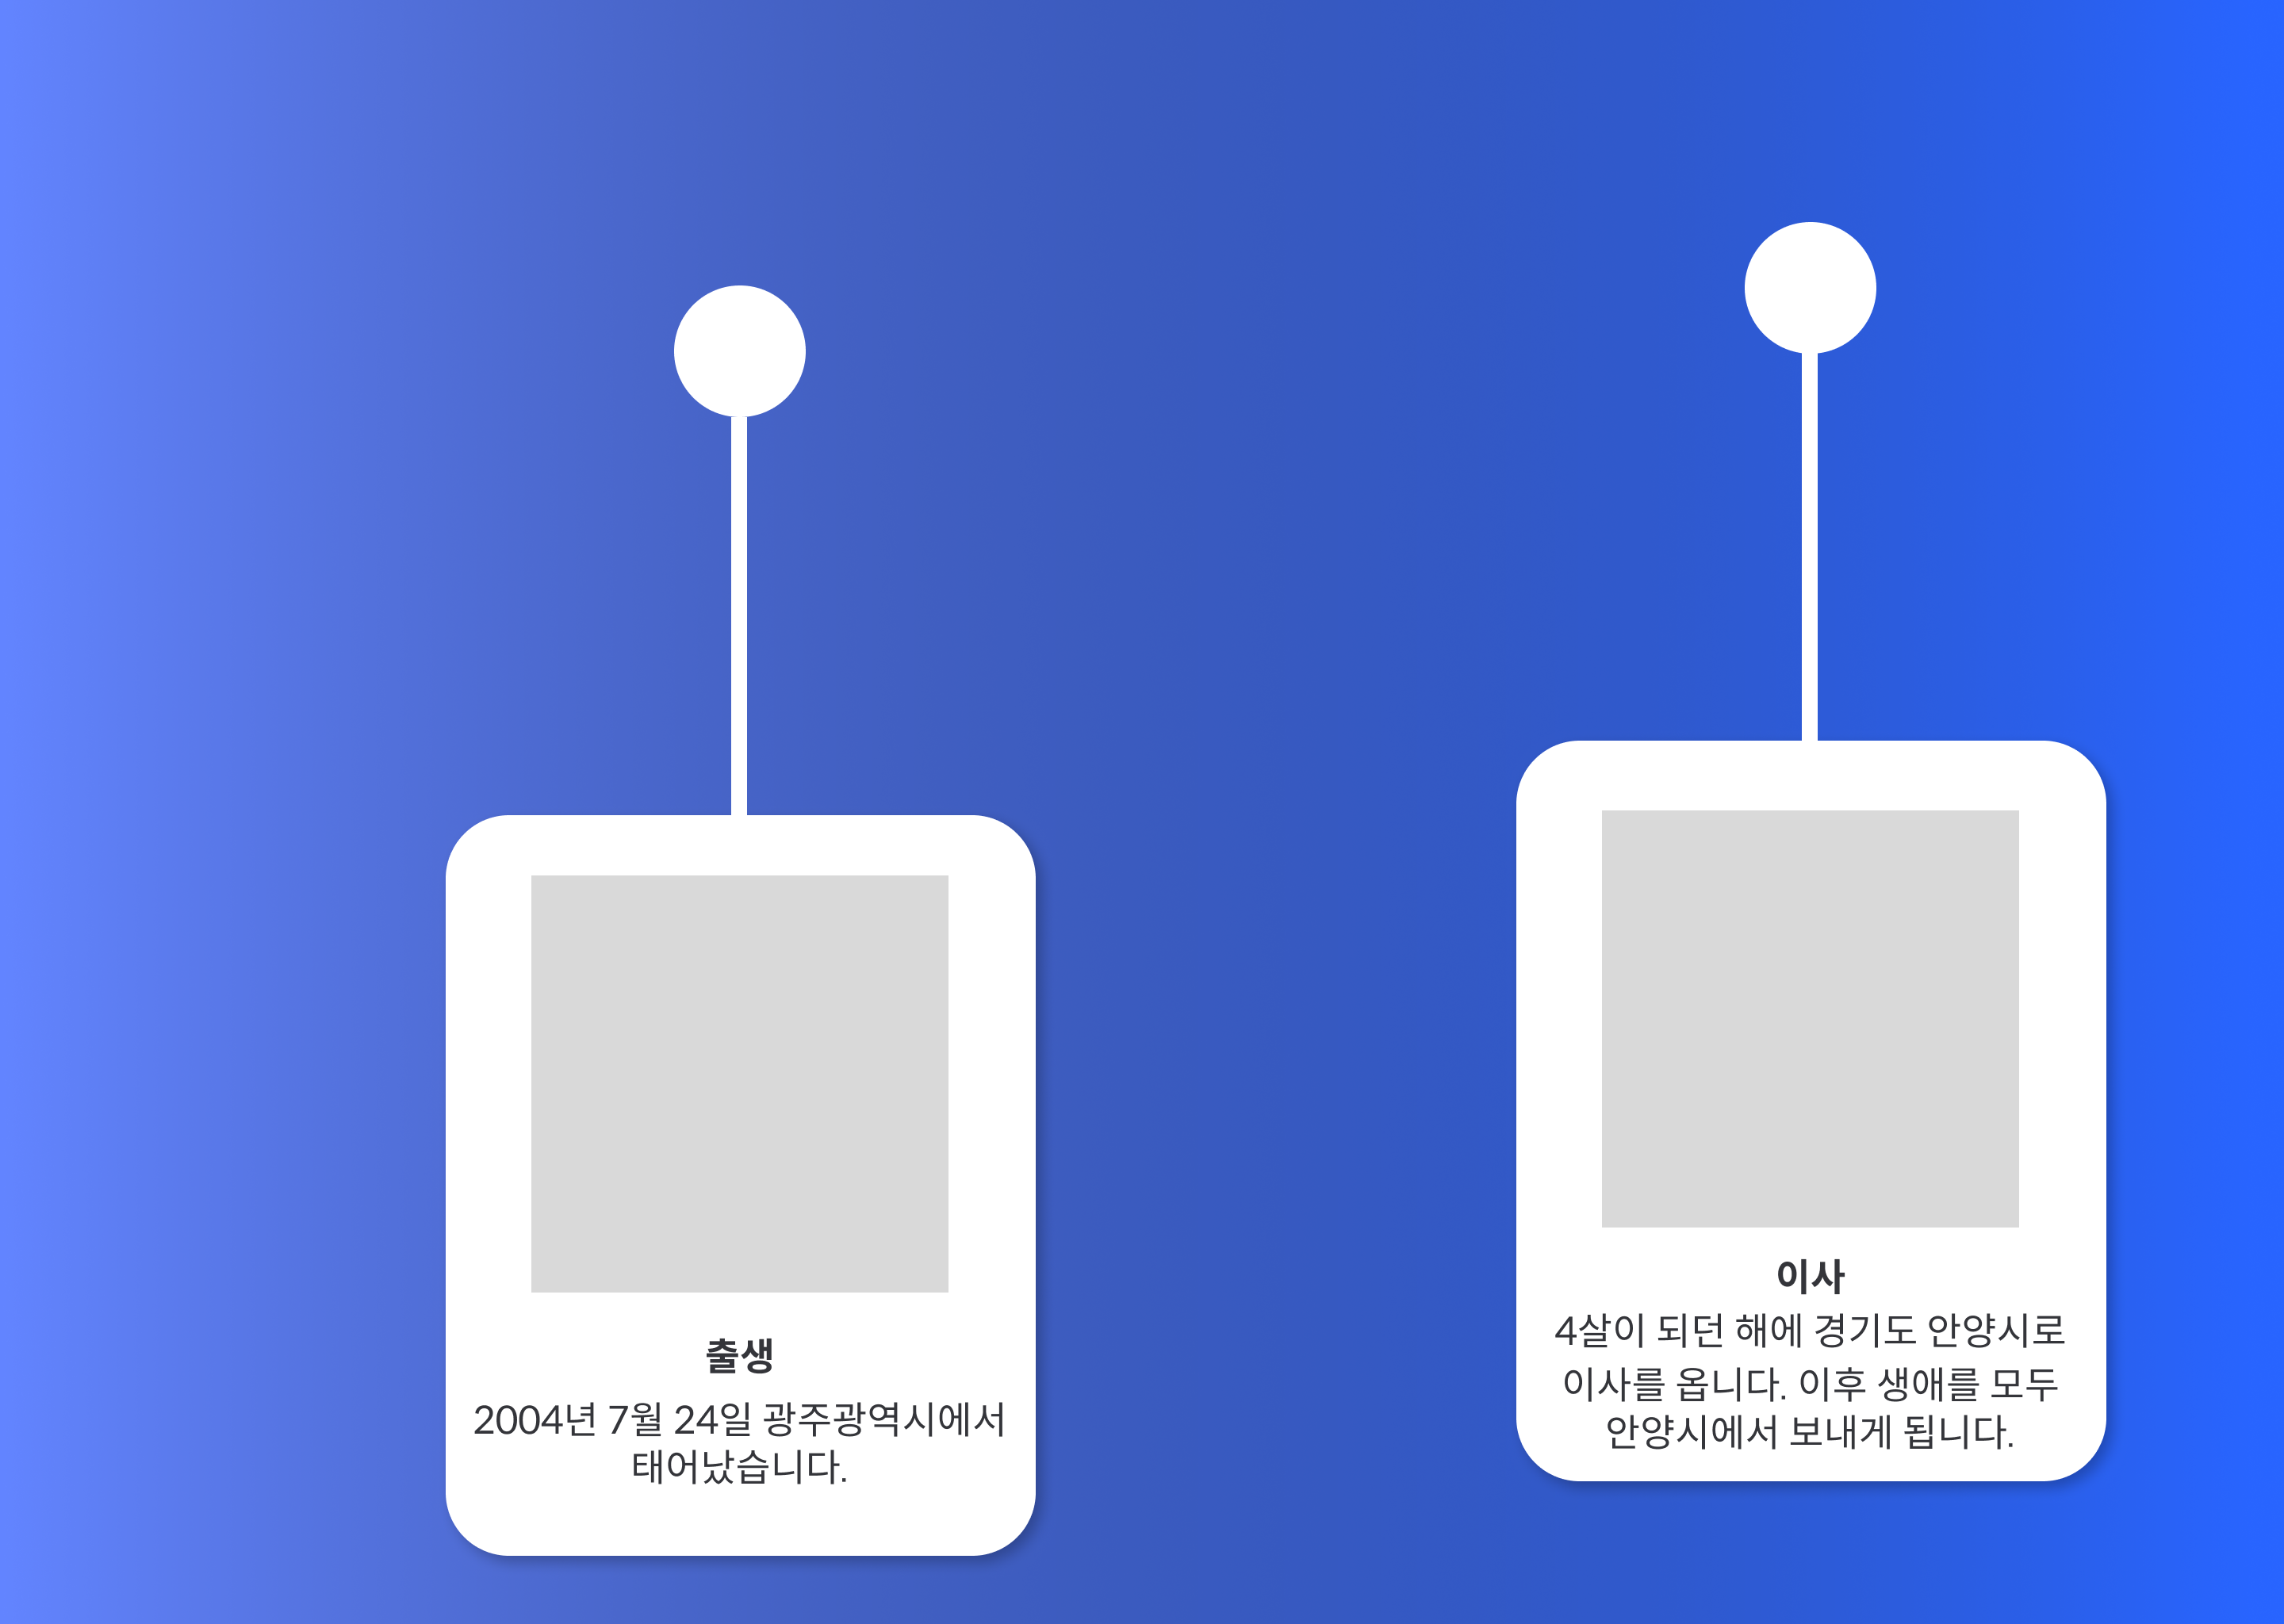 출생
2004년 7월 24일 광주광역시에서
태어났습니다.
이사
4살이 되던 해에 경기도 안양시로
이사를 옵니다. 이후 생애를 모두
안양시에서 보내게 됩니다.